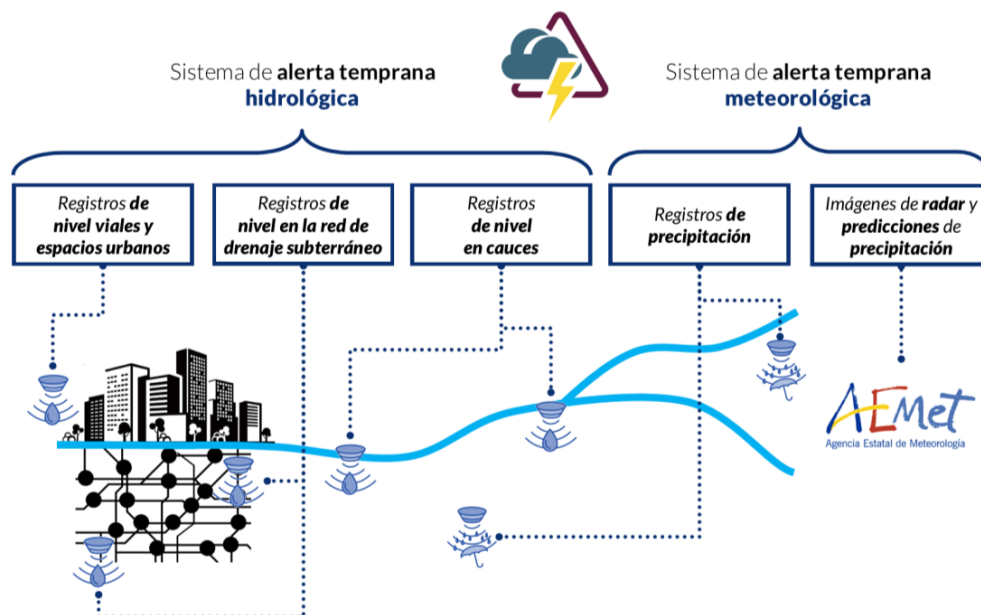 Sistema de alerta temprana
hidrológica
Sistema de alerta temprana
meteorológica
Registros de
nivel viales y
espacios urbanos
Registros de
nivel en la red de
drenaje subterráneo
Registros
de nivel
en cauces
Registros de
precipitación
Imágenes de radar y
predicciones de
precipitación
AEMet
Agencia Estatal de Meteorología